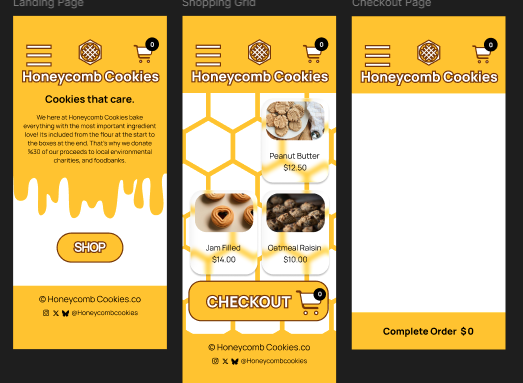 Landing Page
0
Honeycomb Cookies
Cookies that care.
We here at Honeycomb Cookies bake
everything with the most important ingredient
love! Its included from the flour at the start to
the boxes at the end. That's why we donate
%30 of our proceeds to local environmental
charities, and foodbanks.
SHOP
© Honeycomb Cookies.co
@Honeycombcookies
Shopping Grid
0
Honeycomb Cookies
Peanut Butter
$12.50
Jam Filled
$14.00
Oatmeal Raisin
$10.00
CHECKOUT
0
© Honeycomb Cookies.co
@Honeycombcookies
Checkout Page
0
Honeycomb Cookies
Complete Order $0